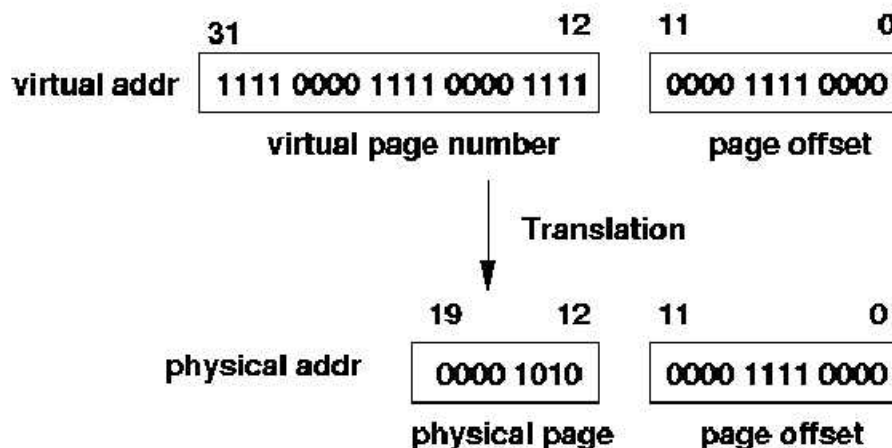 31 12 11 0
virtual addr 1111 0000 1111 0000 1111 0000 1111 0000
virtual page number page offset
Translation
19 12 11 0
physical addr 0000 1010 0000 1111 0000
physical page page offset